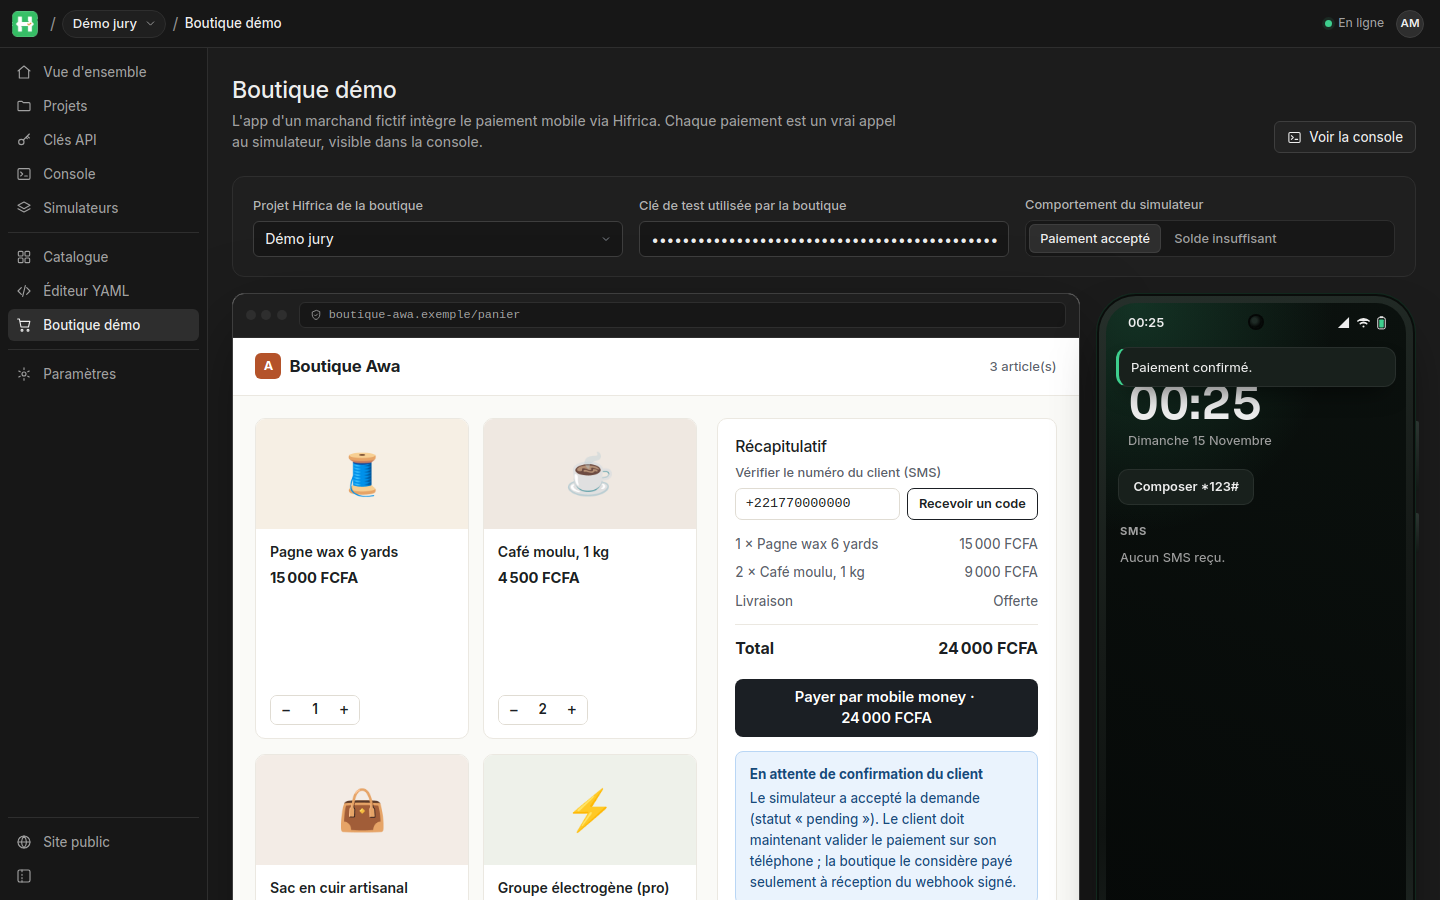 H / Démo jury / Boutique démo
En ligne
AM
Vue d'ensemble
Projets
Clés API
Console
Simulateurs
Catalogue
Éditeur YAML
Boutique démo
Paramètres
Site public
Boutique démo
L'app d'un marchand fictif intègre le paiement mobile via Hifrica. Chaque paiement est un vrai appel
au simulateur, visible dans la console.
Voir la console
Projet Hifrica de la boutique
Démo jury
Clé de test utilisée par la boutique
••••••••••••••••••••••••••••••••••••••••••••••
Comportement du simulateur
Paiement accepté
Solde insuffisant
boutique-awa.exemple/panier
A Boutique Awa
3 article(s)
Pagne wax 6 yards
15 000 FCFA
− 1 +
Café moulu, 1 kg
4 500 FCFA
− 2 +
Sac en cuir artisanal
Groupe électrogène (pro)
Récapitulatif
Vérifier le numéro du client (SMS)
+221770000000
Recevoir un code
1 × Pagne wax 6 yards 15 000 FCFA
2 × Café moulu, 1 kg 9 000 FCFA
Livraison Offerte
Total 24 000 FCFA
Payer par mobile money ·
24 000 FCFA
En attente de confirmation du client
Le simulateur a accepté la demande
(statut « pending »). Le client doit
maintenant valider le paiement sur son
téléphone ; la boutique le considère payé
seulement à réception du webhook signé.
00:25
Paiement confirmé.
00:25
Dimanche 15 Novembre
Composer *123#
SMS
Aucun SMS reçu.